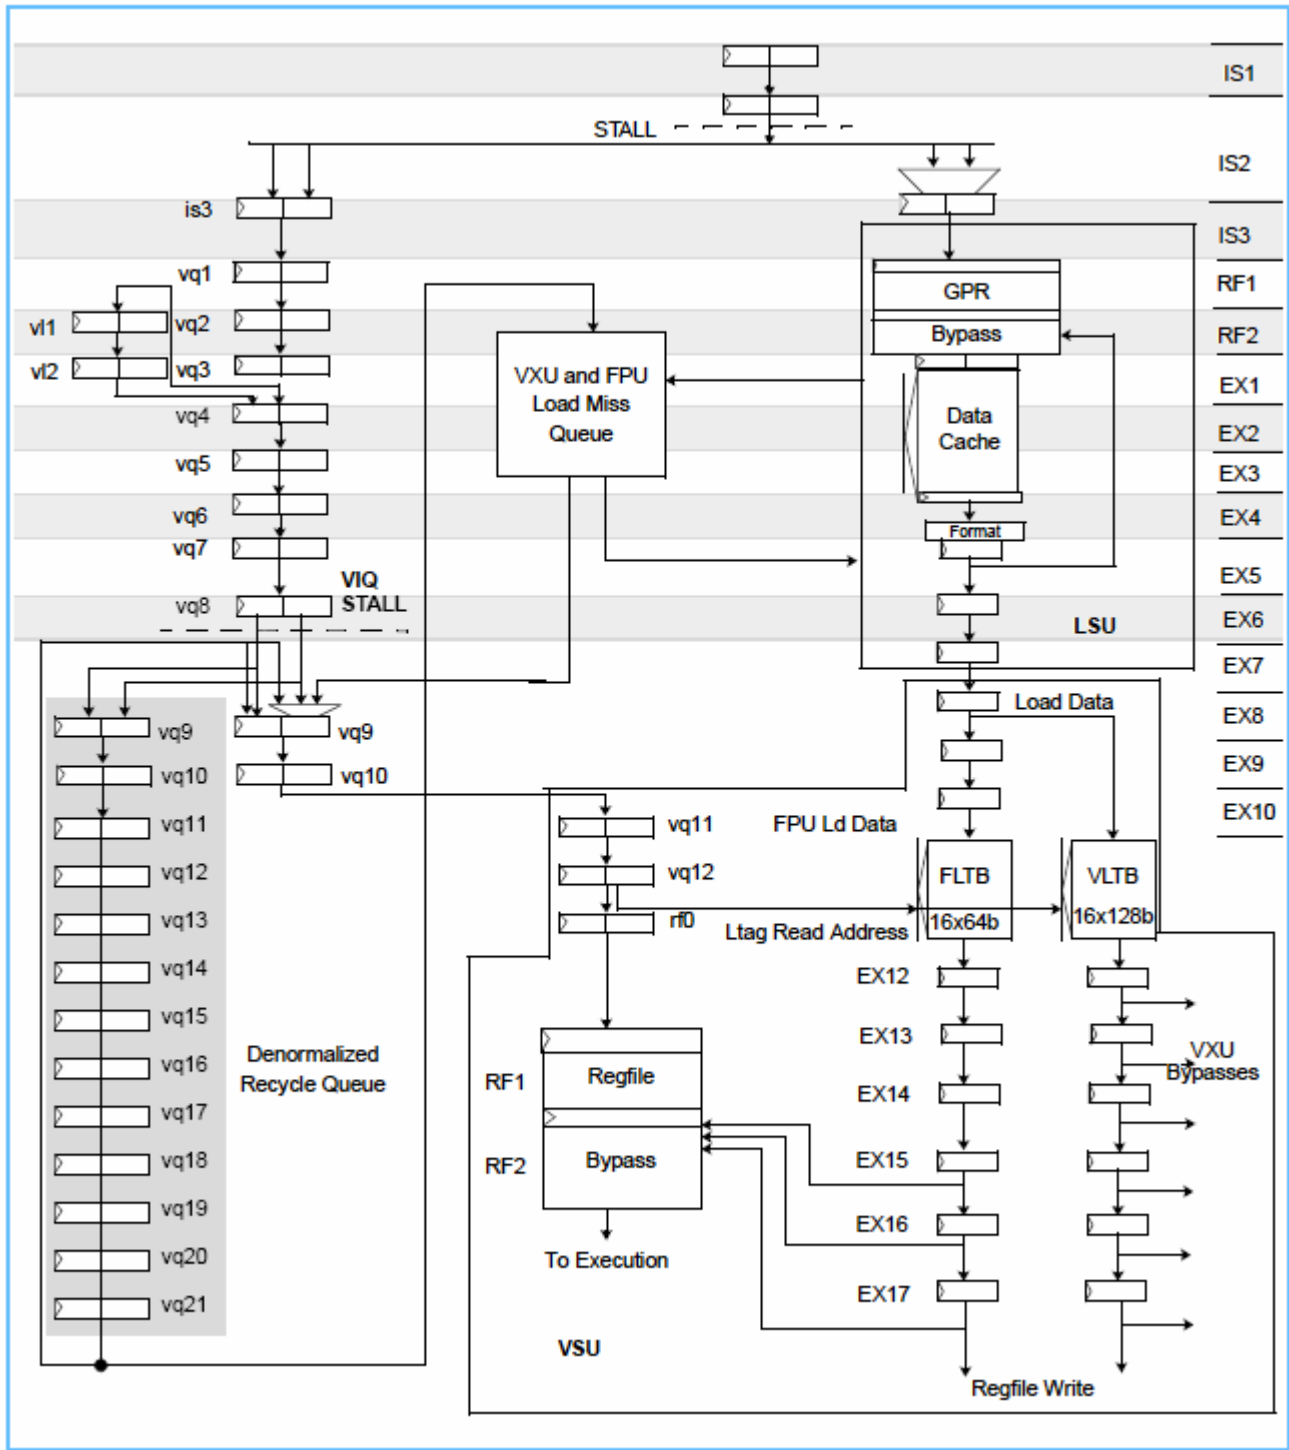 IS1
STALL
IS2
is3
IS3
vq1
RF1
GPR
vl1
vq2
Bypass
RF2
vl2
vq3
VXU and FPU
Load Miss
Queue
EX1
vq4
Data
Cache
EX2
vq5
EX3
vq6
EX4
Format
vq7
VIQ
STALL
EX5
vq8
LSU
EX6
EX7
Load Data
EX8
vq9
vq9
EX9
vq10
vq10
EX10
vq11
vq11
FPU Ld Data
vq12
vq12
FLTB
16x64b
VLTB
16x128b
vq13
rf0
Ltag Read Address
vq14
EX12
vq15
EX13
Denormalized
Recycle Queue
VXU
Bypasses
vq16
RF1
Regfile
EX14
vq17
vq18
RF2
Bypass
EX15
vq19
EX16
vq20
To Execution
vq21
EX17
VSU
Regfile Write